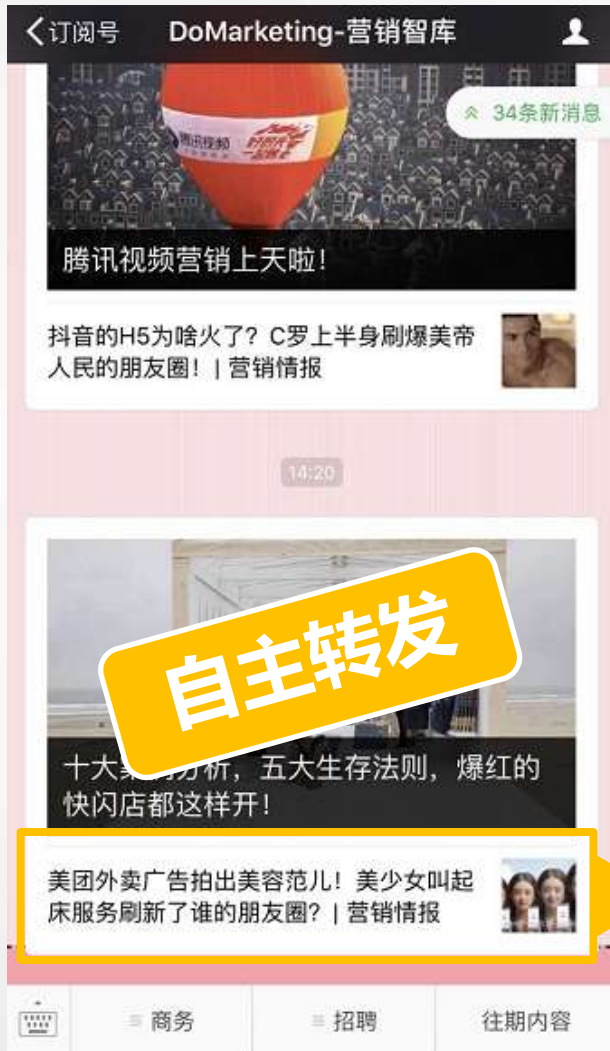 订阅号
DoMarketing-营销智库
34条新消息
腾讯视频
腾讯视频营销上天啦！
抖音的H5为啥火了？C罗上半身刷爆美帝
人民的朋友圈！| 营销情报
14:20
自主转发
十大案例分析，五大生存法则，爆红的
快闪店都这样开！
美团外卖广告拍出美容范儿！美少女叫起
床服务刷新了谁的朋友圈？| 营销情报
商务
招聘
往期内容